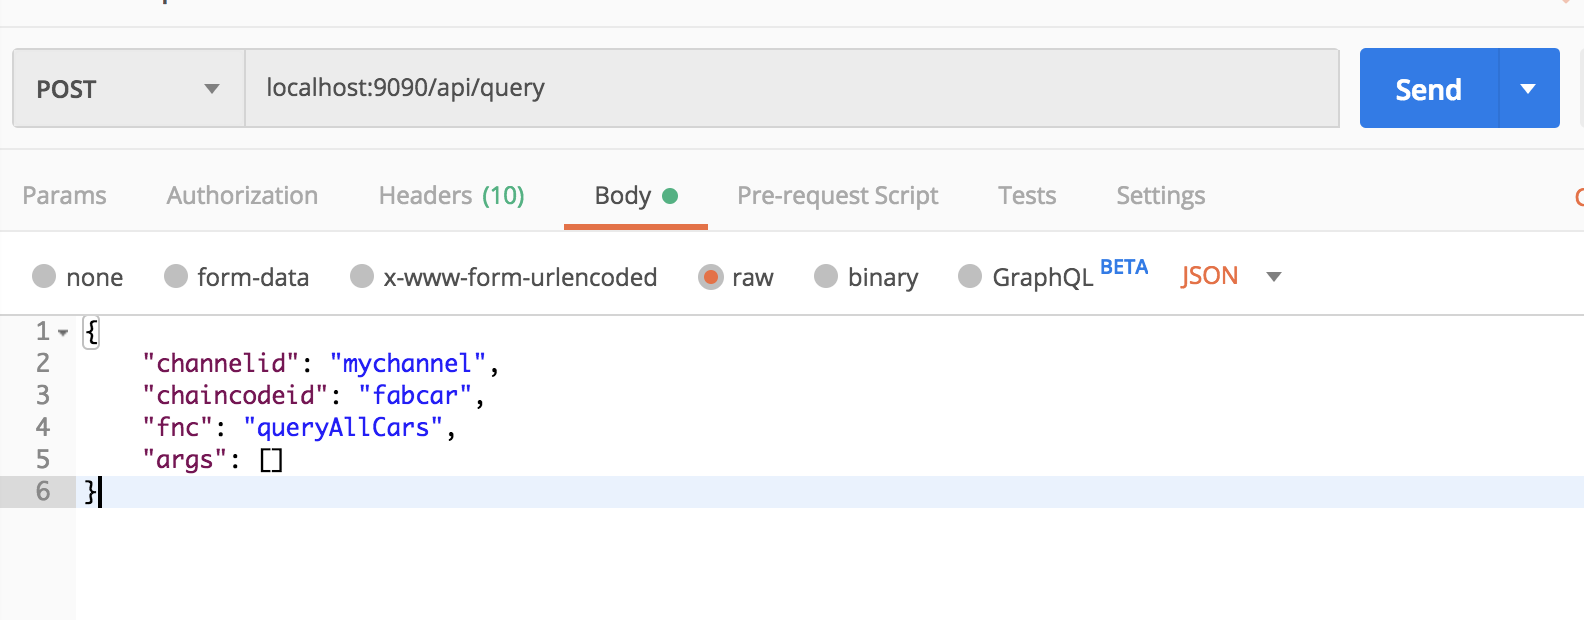 POST localhost:9090/api/query Send
Params Authorization Headers (10) Body Pre-request Script Tests Settings
none form-data x-www-form-urlencoded raw binary GraphQL BETA JSON
1 {
2 "channelid": "mychannel",
3 "chaincodeid": "fabcar",
4 "fnc": "queryAllCars",
5 "args": []
6 }